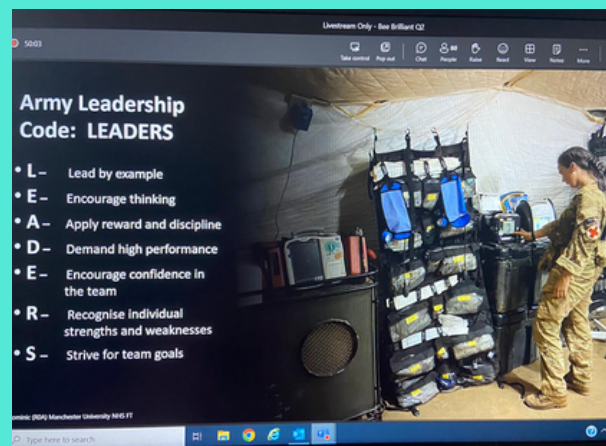 Livestream Only - Bee Brilliant Q2
50:03
Take control
Pop out
Chat
80
People
Raise
React
View
Notes
More
Army Leadership
Code: LEADERS
• L – Lead by example
• E – Encourage thinking
• A – Apply reward and discipline
• D – Demand high performance
• E – Encourage confidence in
the team
• R – Recognise individual
strengths and weaknesses
• S – Strive for team goals
ominic (R0A) Manchester University NHS FT
Type here to search